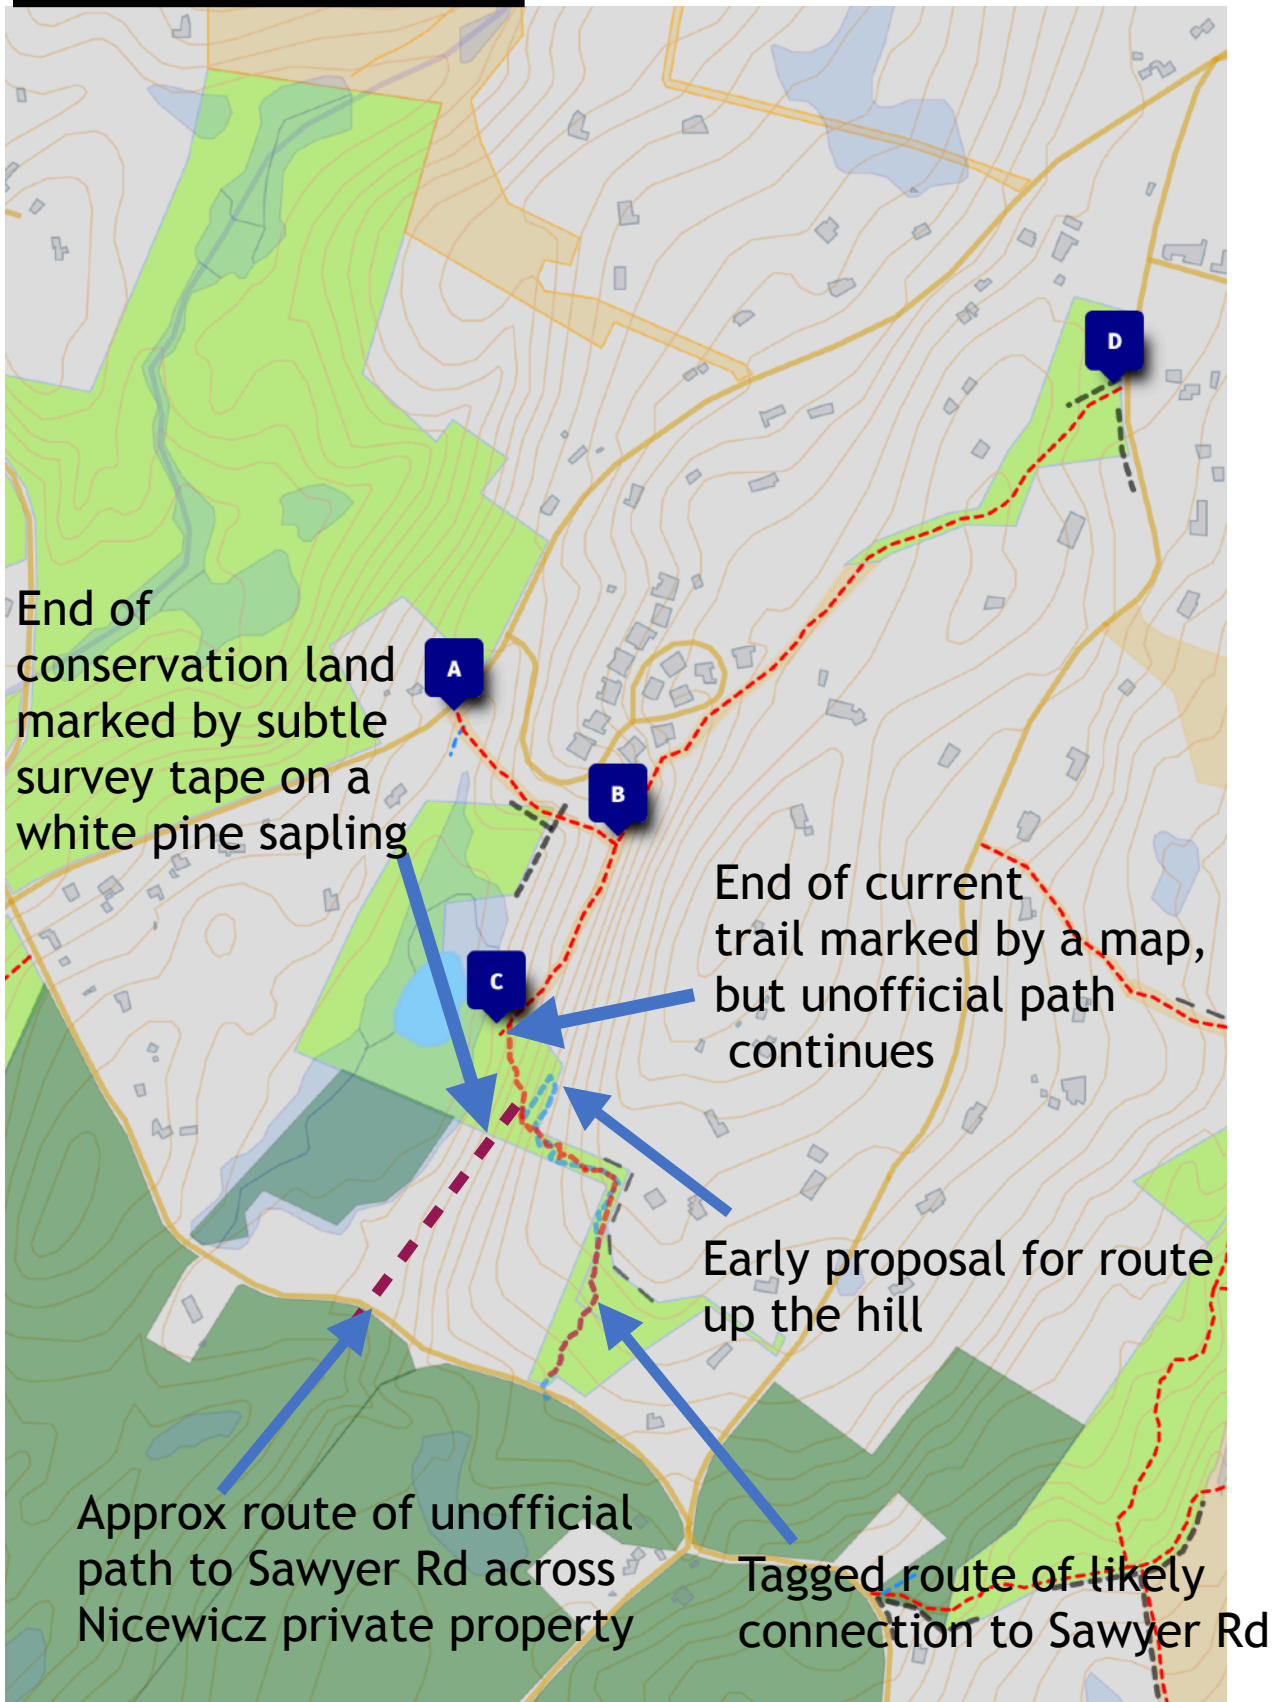 D
End of
conservation land
marked by subtle
survey tape on a
white pine sapling
A
B
End of current
trail marked by a map,
but unofficial path
continues
C
Early proposal for route
up the hill
Approx route of unofficial
path to Sawyer Rd across
Nicewicz private property
Tagged route of likely
connection to Sawyer Rd